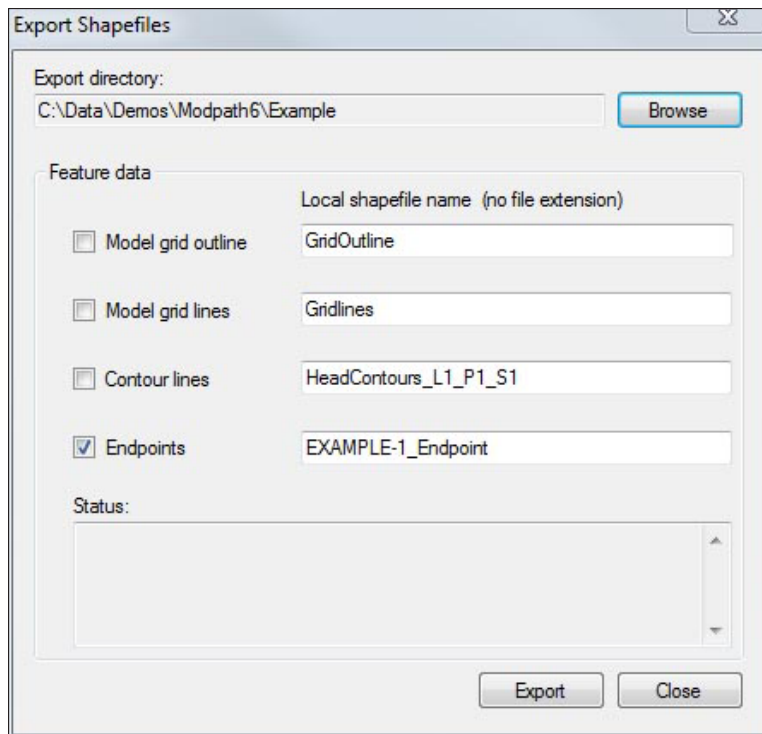 Export Shapefiles
Export directory:
C:\Data\Demos\Modpath6\Example
Browse
Feature data
Local shapefile name (no file extension)
Model grid outline
GridOutline
Model grid lines
Gridlines
Contour lines
HeadContours_L1_P1_S1
Endpoints
EXAMPLE-1_Endpoint
Status:
Export
Close